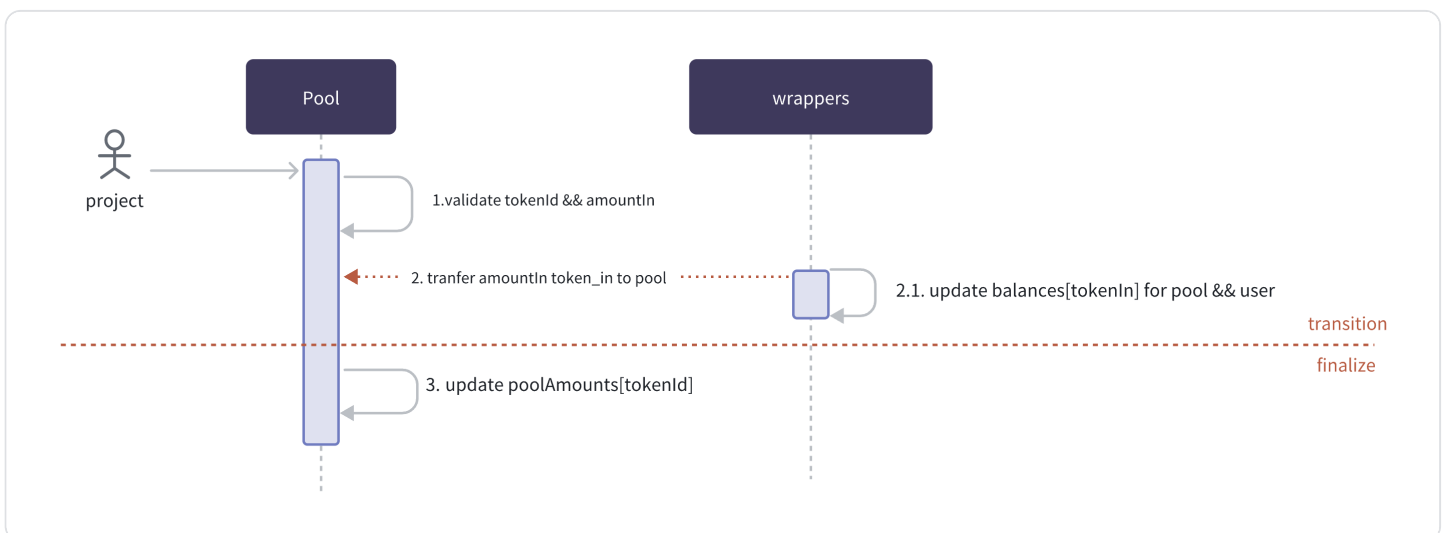 Pool
wrappers
project
1.validate tokenId && amountIn
2. tranfer amountIn token_in to pool
2.1. update balances[tokenIn] for pool && user
transition
finalize
3. update poolAmounts[tokenId]